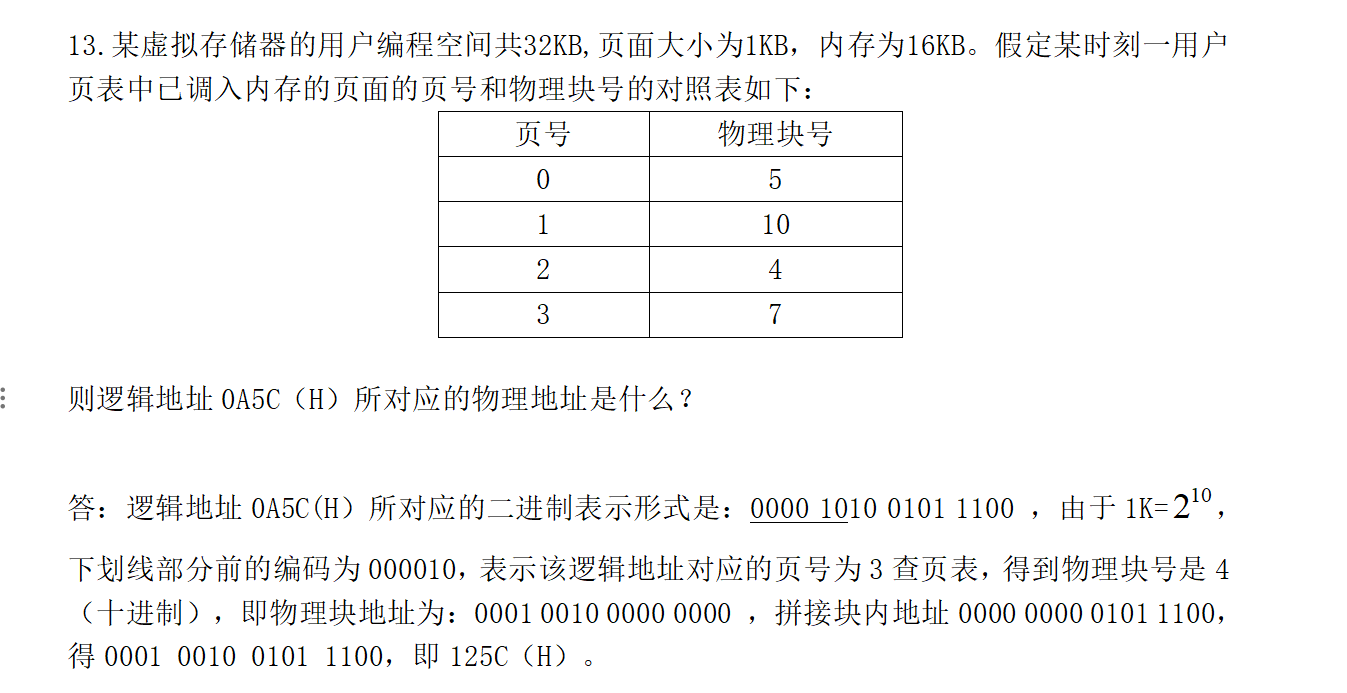 13.某虚拟存储器的用户编程空间共32KB,页面大小为1KB，内存为16KB。假定某时刻一用户
页表中已调入内存的页面的页号和物理块号的对照表如下：
页号 物理块号
0 5
1 10
2 4
3 7
则逻辑地址 0A5C（H）所对应的物理地址是什么？
答：逻辑地址 0A5C(H）所对应的二进制表示形式是：0000 1010 0101 1100 ，由于 1K=2^10，
下划线部分前的编码为 000010，表示该逻辑地址对应的页号为 3 查页表，得到物理块号是 4
（十进制），即物理块地址为：0001 0010 0000 0000 ，拼接块内地址 0000 0000 0101 1100，
得 0001 0010 0101 1100，即 125C（H）。